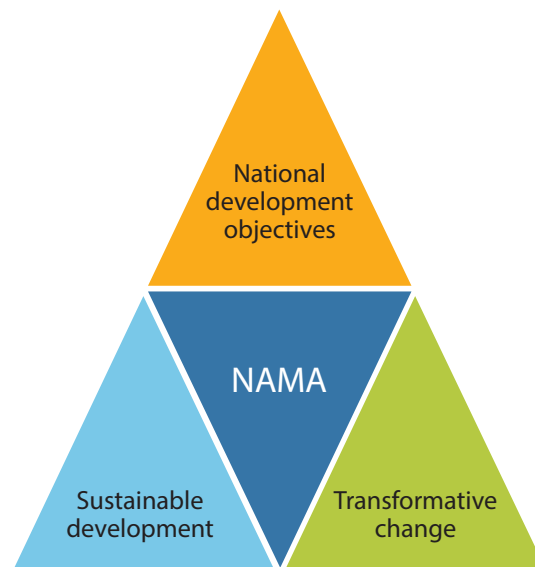 National
development
objectives
NAMA
Sustainable
development
Transformative
change